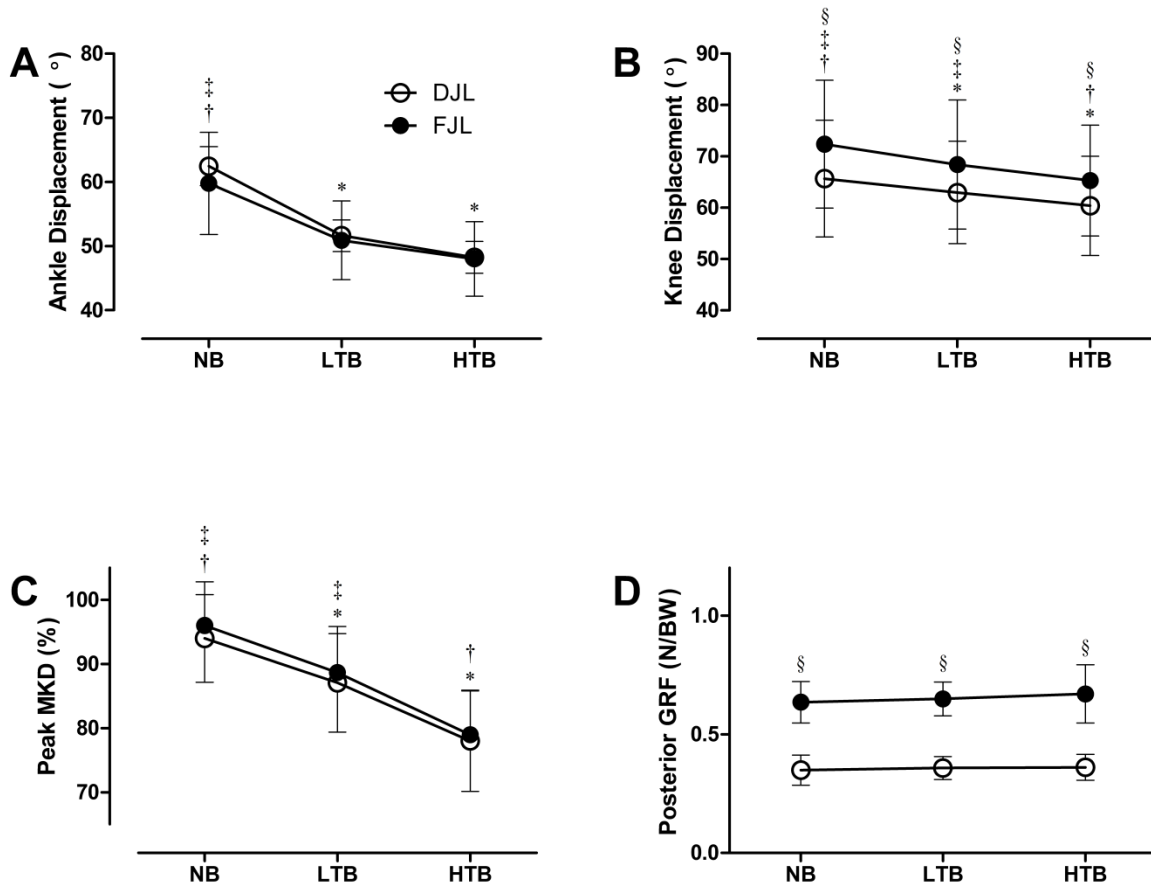 A
Ankle Displacement ( °)
80
70
60
50
40
‡
†
*
*
DJL
FJL
NB LTB HTB
B
Knee Displacement ( °)
90
80
70
60
50
40
§
‡
†
§
‡
*
§
†
*
NB LTB HTB
C
Peak MKD (%)
100
90
80
70
‡
†
‡
*
†
*
NB LTB HTB
D
Posterior GRF (N/BW)
1.0
0.5
0.0
§ § §
NB LTB HTB